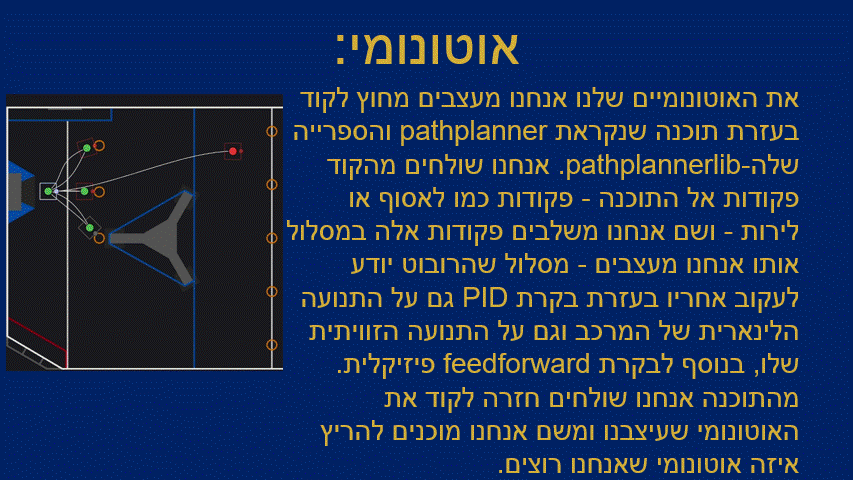 אוטונומי:
את האוטונומיים שלנו אנחנו מעצבים מחוץ לקוד
בעזרת תוכנה שנקראת pathplanner והספרייה
שלה-pathplannerlib. אנחנו שולחים מהקוד
פקודות אל התוכנה - פקודות כמו לאסוף או
לירות - ושם אנחנו משלבים פקודות אלה במסלול
אותו אנחנו מעצבים - מסלול שהרובוט יודע
לעקוב אחריו בעזרת בקרת PID גם על התנועה
הלינארית של המרכב וגם על התנועה הזוויתית
שלו, בנוסף לבקרת feedforward פיזיקלית.
מהתוכנה אנחנו שולחים חזרה לקוד את
האוטונומי שעיצבנו ומשם אנחנו מוכנים להריץ
איזה אוטונומי שאנחנו רוצים.